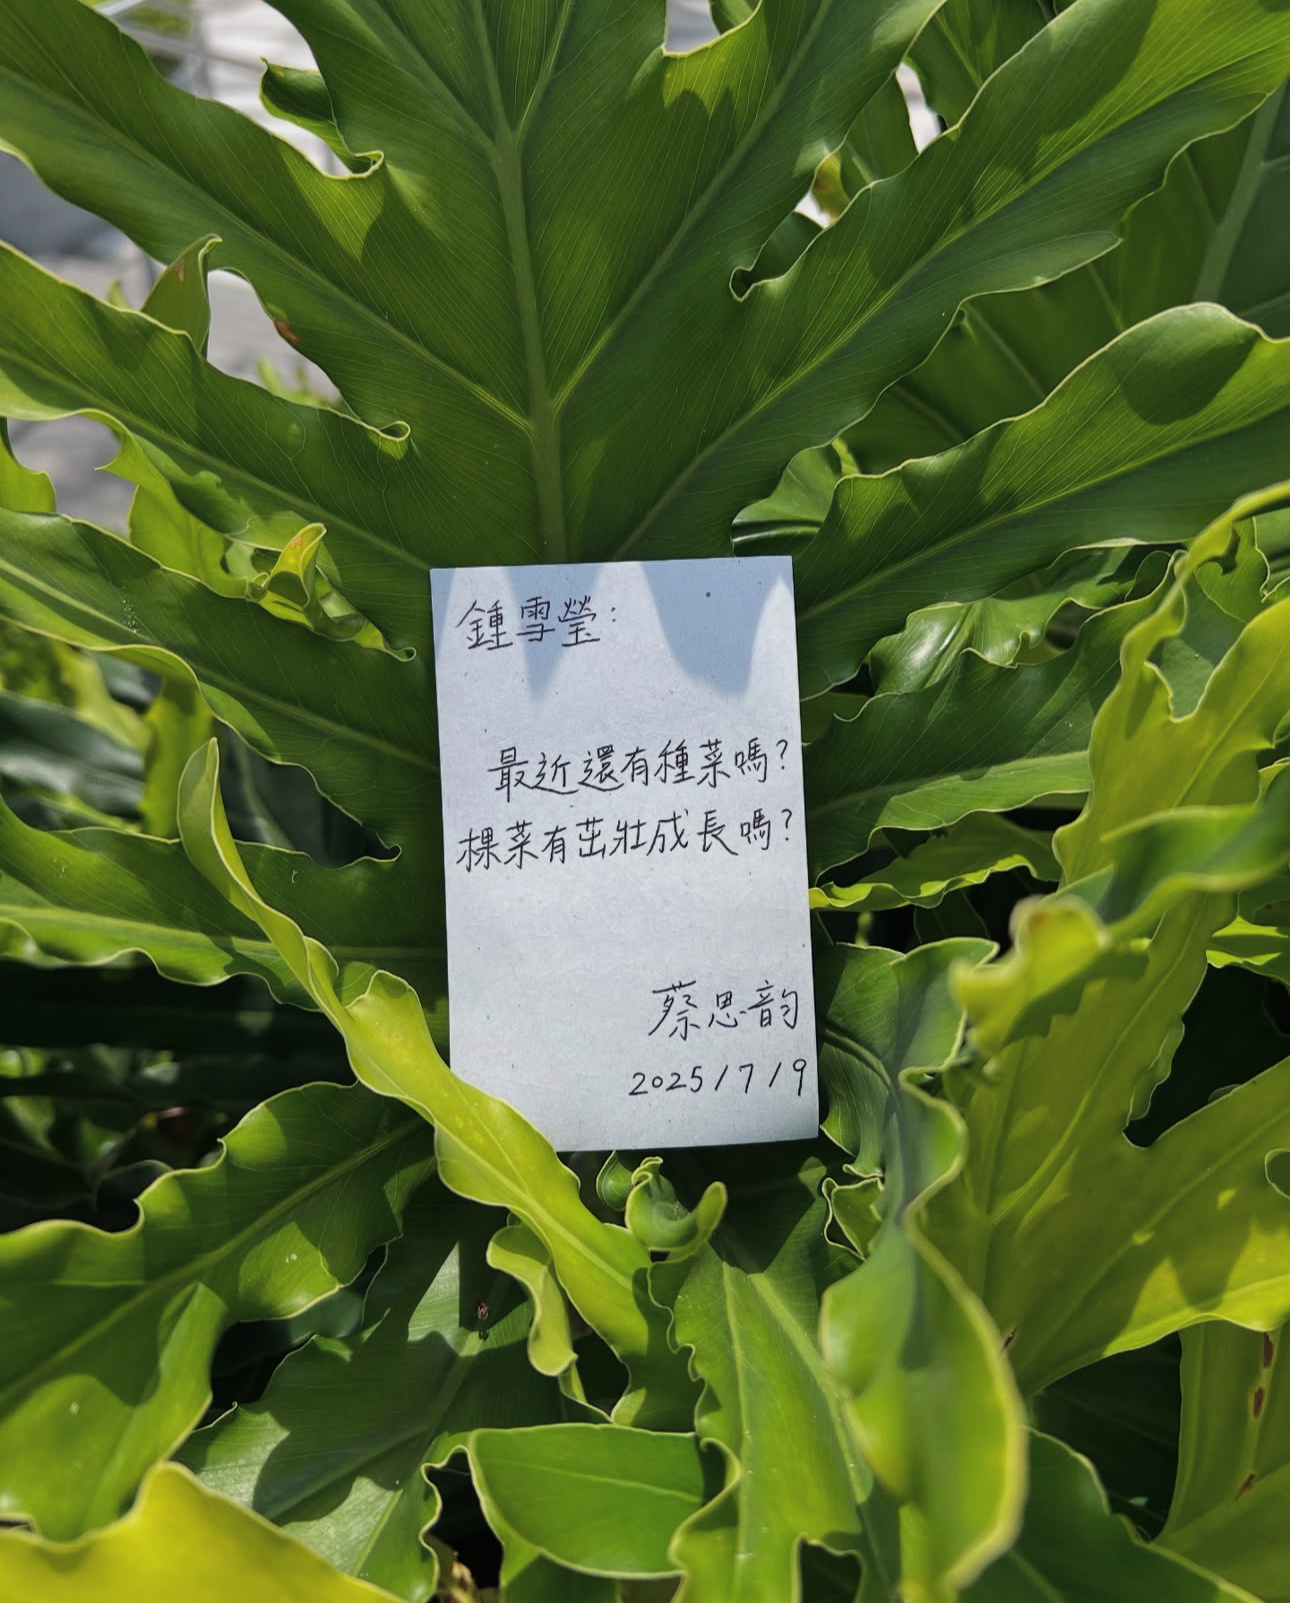 鍾雪瑩：
最近還有種菜嗎？
棵菜有茁壯成長嗎？
蔡思韵
2025/7/9